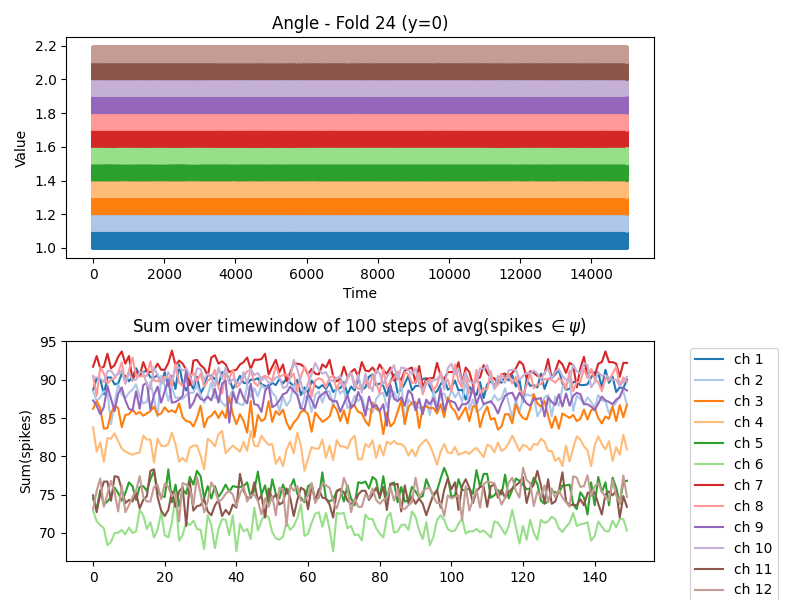 Angle - Fold 24 (y=0)
Value
2.2
2.0
1.8
1.6
1.4
1.2
1.0
0 2000 4000 6000 8000 10000 12000 14000
Time
Sum over timewindow of 100 steps of avg(spikes ∈ ψ)
Sum(spikes)
95
90
85
80
75
70
0 20 40 60 80 100 120 140
ch 1
ch 2
ch 3
ch 4
ch 5
ch 6
ch 7
ch 8
ch 9
ch 10
ch 11
ch 12